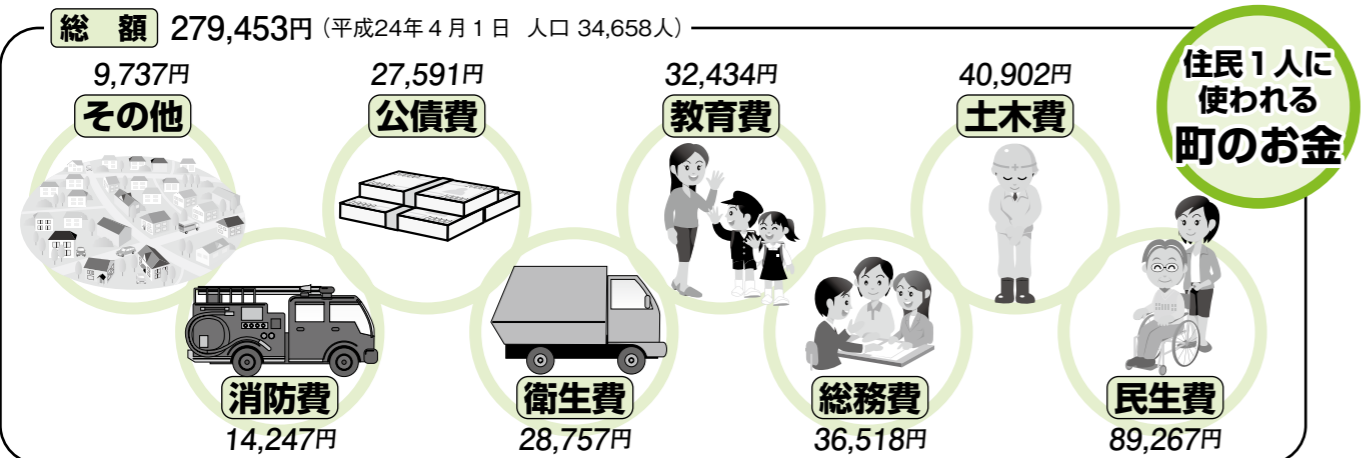 総 額 279,453円（平成24年4月1日 人口 34,658人）
住民1人に
使われる
町のお金
9,737円
その他
27,591円
公債費
32,434円
教育費
40,902円
土木費
消防費
14,247円
衛生費
28,757円
総務費
36,518円
民生費
89,267円